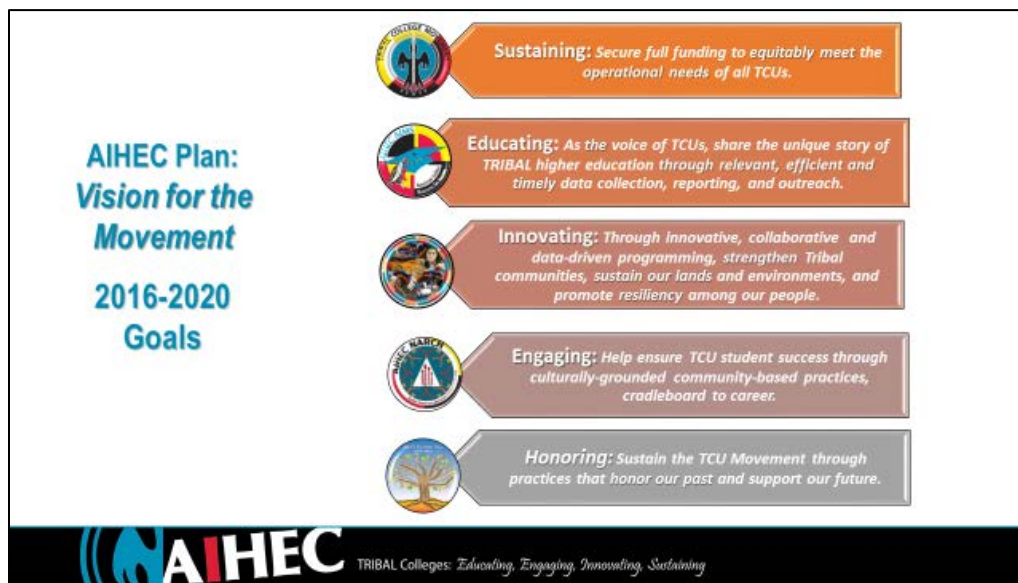 AIHEC Plan:
Vision for the
Movement
2016-2020
Goals
Sustaining: Secure full funding to equitably meet the
operational needs of all TCUs.
Educating: As the voice of TCUs, share the unique story of
TRIBAL higher education through relevant, efficient and
timely data collection, reporting, and outreach.
Innovating: Through innovative, collaborative and
data-driven programming, strengthen Tribal
communities, sustain our lands and environments, and
promote resiliency among our people.
AIHEC NARCH
Engaging: Help ensure TCU student success through
culturally-grounded community-based practices,
cradleboard to career.
Honoring: Sustain the TCU Movement through
practices that honor our past and support our future.
AIHEC
TRIBAL Colleges: Educating, Engaging, Innovating, Sustaining